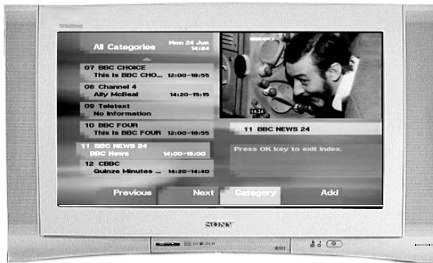 All Categories
Mon 24 Jun
14:24
07 BBC CHOICE
This Is BBC CHO... 12:00-18:55
08 Channel 4
Ally McBeal 14:20-15:15
09 Teletext
No Information
10 BBC FOUR
This is BBC FOUR 12:00-18:55
11 BBC NEWS 24
BBC News 14:00-15:00
12 CBBC
Quinze Minutes ... 14:20-14:40
11 BBC NEWS 24
Press OK key to exit Index.
Previous Next Category Add
SONY